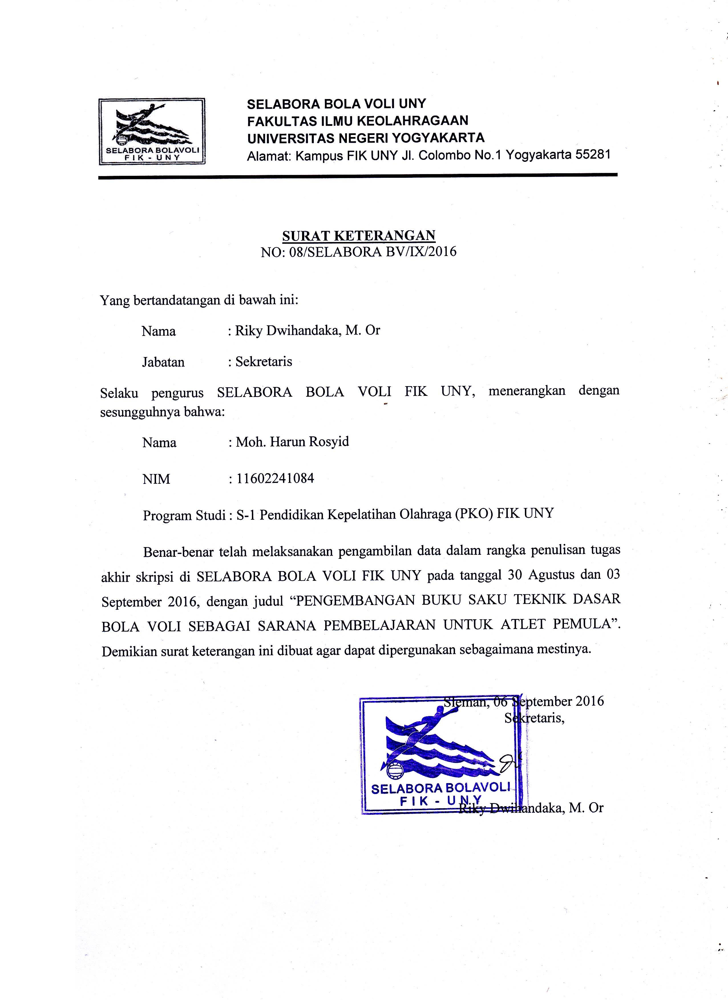 SELABORA BOLAVOLI
FIK - UNY
SELABORA BOLA VOLI UNY
FAKULTAS ILMU KEOLAHRAGAAN
UNIVERSITAS NEGERI YOGYAKARTA
Alamat: Kampus FIK UNY Jl. Colombo No.1 Yogyakarta 55281
SURAT KETERANGAN
NO: 08/SELABORA BV/IX/2016
Yang bertandatangan di bawah ini:
Nama : Riky Dwihandaka, M. Or
Jabatan : Sekretaris
Selaku pengurus SELABORA BOLA VOLI FIK UNY, menerangkan dengan
sesungguhnya bahwa:
Nama : Moh. Harun Rosyid
NIM : 11602241084
Program Studi : S-1 Pendidikan Kepelatihan Olahraga (PKO) FIK UNY
Benar-benar telah melaksanakan pengambilan data dalam rangka penulisan tugas
akhir skripsi di SELABORA BOLA VOLI FIK UNY pada tanggal 30 Agustus dan 03
September 2016, dengan judul “PENGEMBANGAN BUKU SAKU TEKNIK DASAR
BOLA VOLI SEBAGAI SARANA PEMBELAJARAN UNTUK ATLET PEMULA”.
Demikian surat keterangan ini dibuat agar dapat dipergunakan sebagaimana mestinya.
Sleman, 06 September 2016
Sekretaris,
SELABORA BOLAVOLI
FIK - UNY
Riky Dwihandaka, M. Or